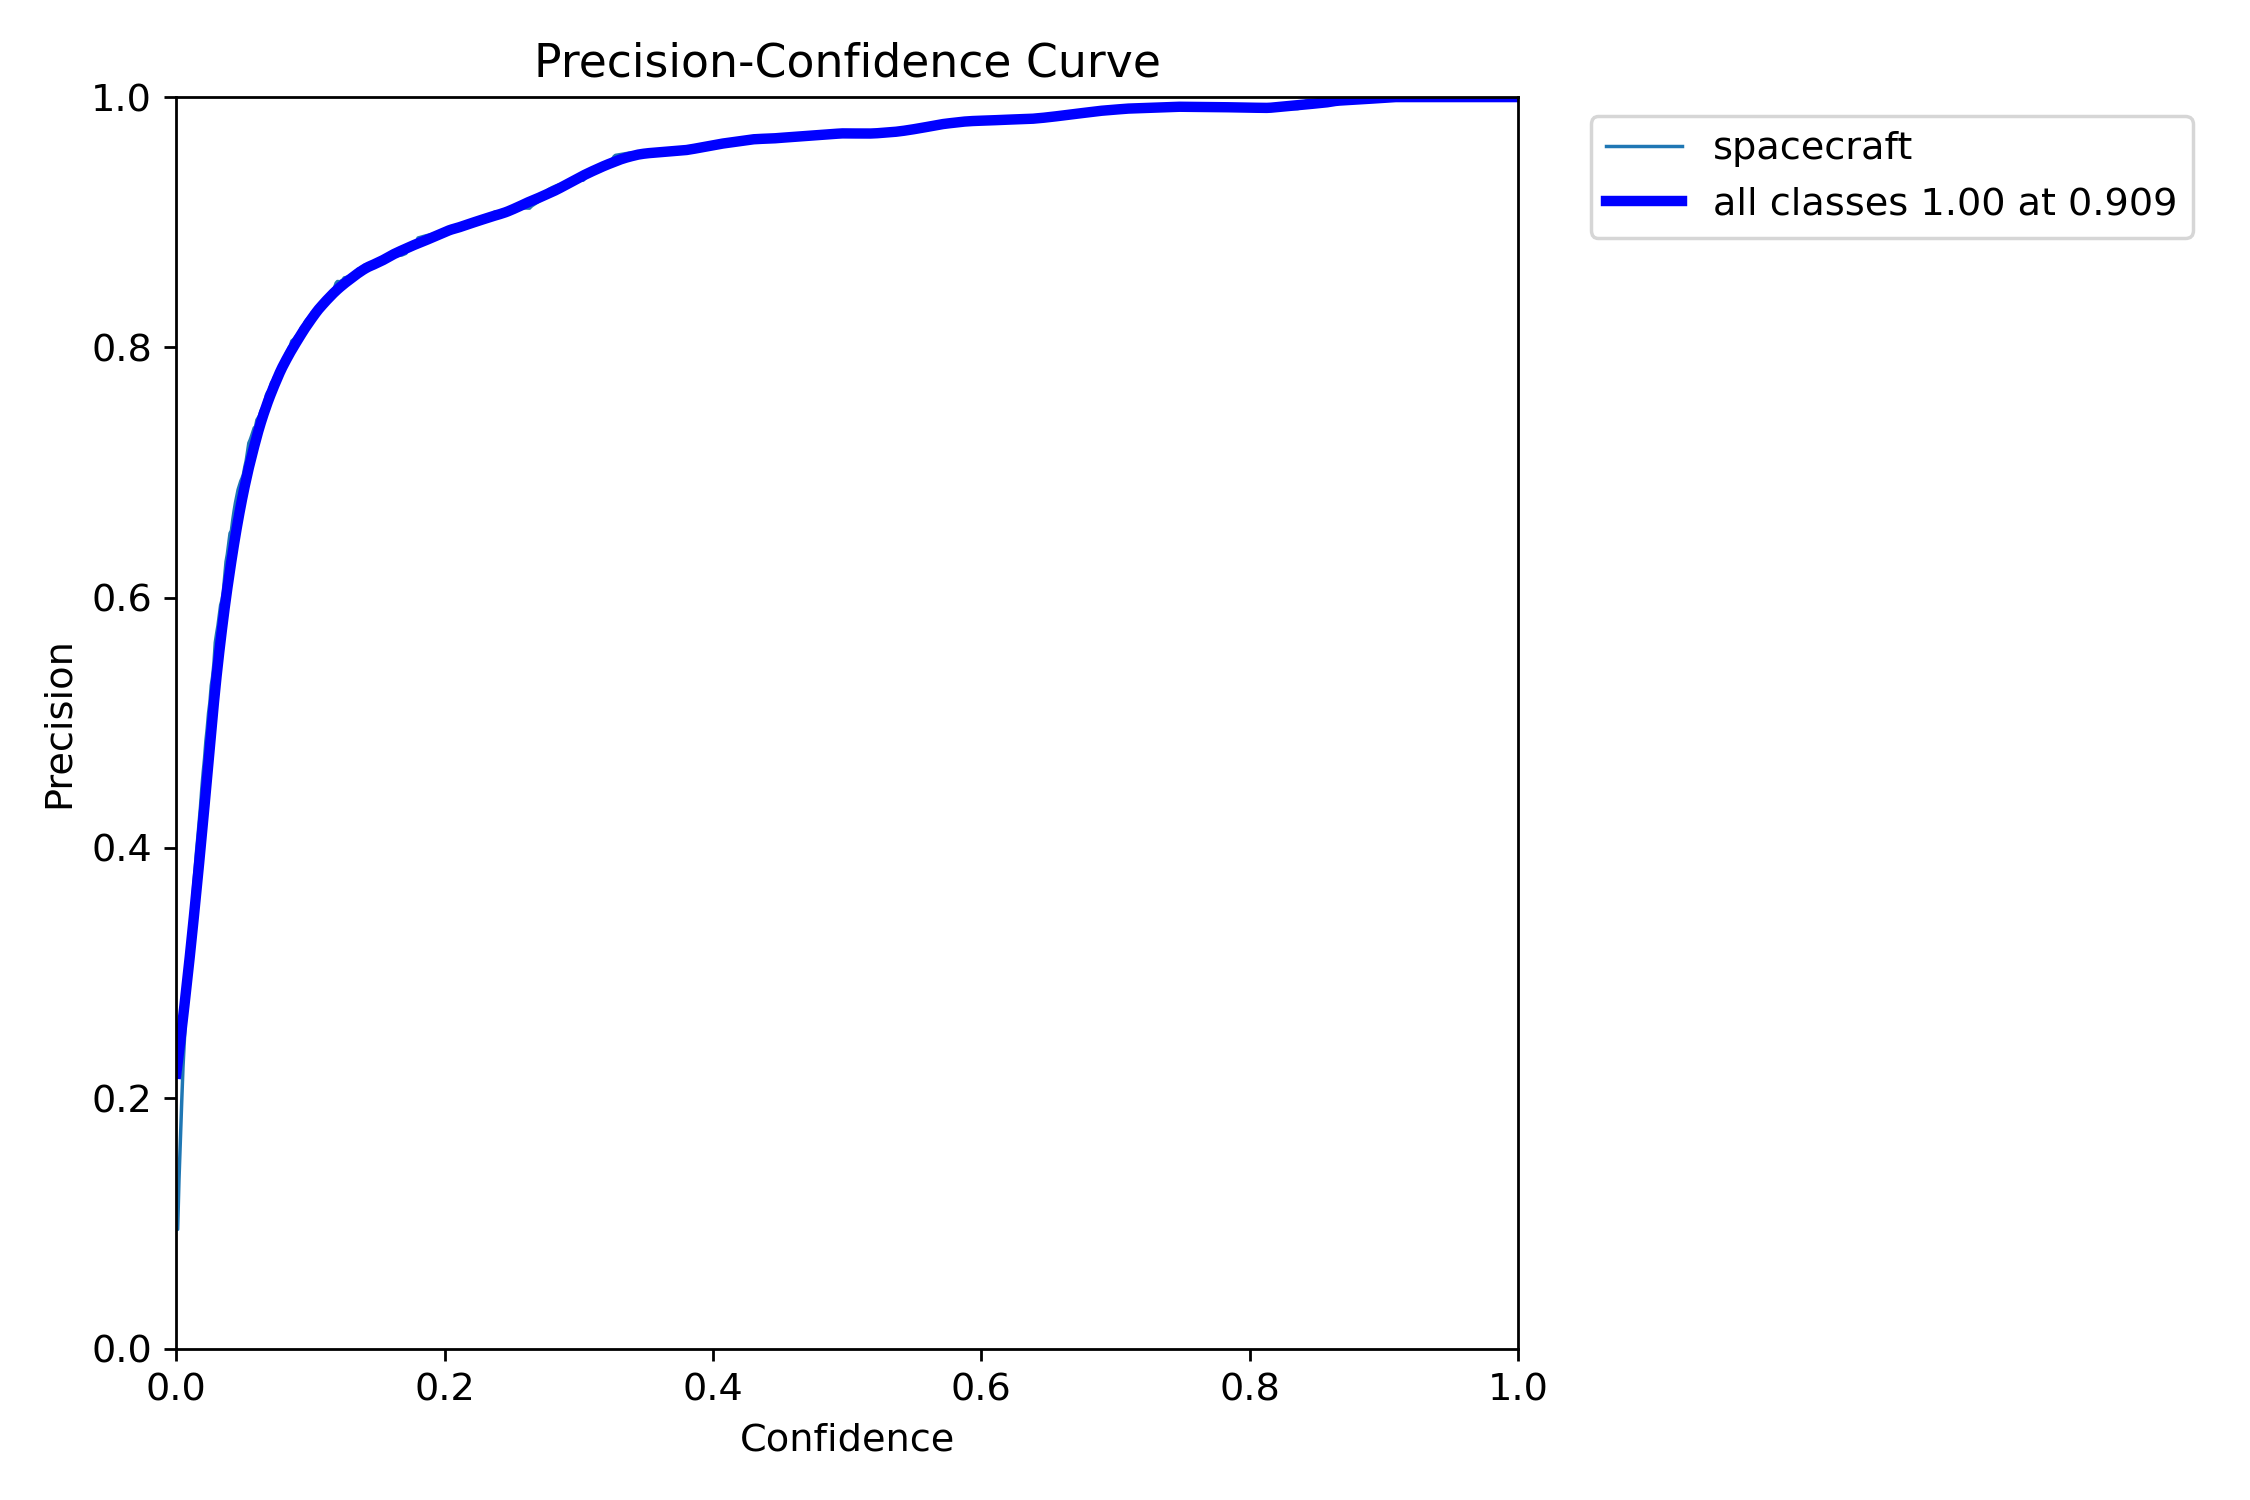 Precision-Confidence Curve
1.0
0.8
0.6
0.4
0.2
0.0
Precision
0.0 0.2 0.4 0.6 0.8 1.0
Confidence
spacecraft
all classes 1.00 at 0.909